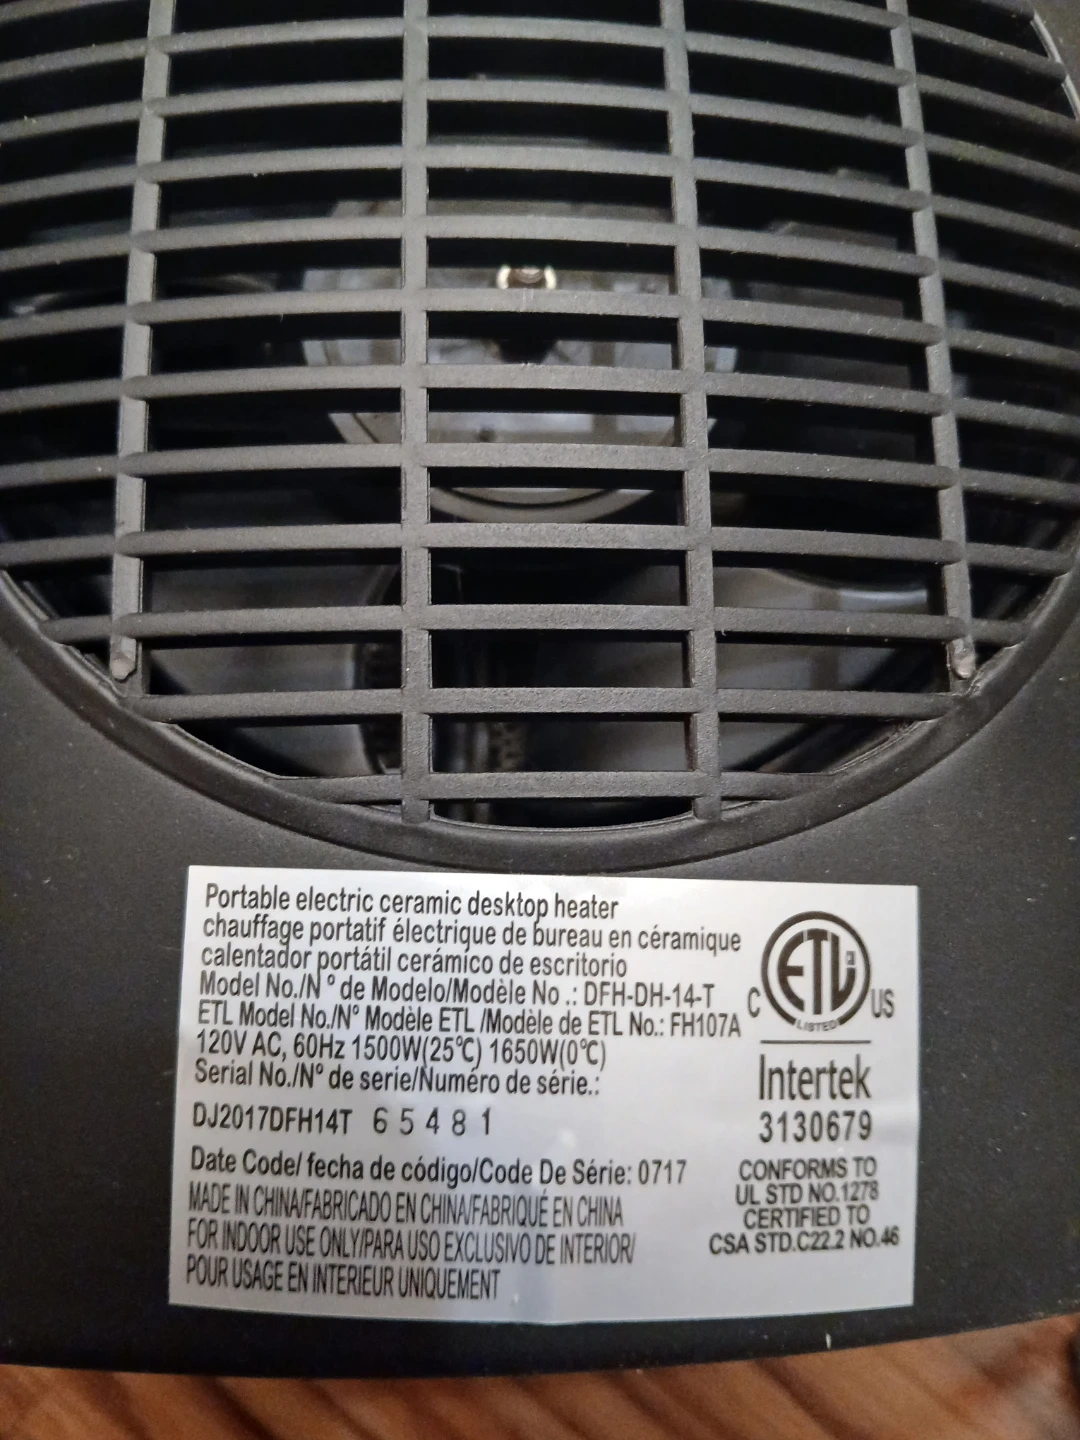 Portable electric ceramic desktop heater
chauffage portatif électrique de bureau en céramique
calentador portátil cerámico de escritorio
Model No./N° de Modelo/Modèle No .: DFH-DH-14-T
ETL Model No./N° Modèle ETL /Modèle de ETL No.: FH107A
120V AC, 60Hz 1500W(25℃) 1650W(0℃)
Serial No./N° de serie/Numéro de série.:
DJ2017DFH14T 65481
Date Code/ fecha de código/Code De Série: 0717
MADE IN CHINA/FABRICADO EN CHINA/FABRIQUÉ EN CHINA
FOR INDOOR USE ONLY/PARA USO EXCLUSIVO DE INTERIOR/
POUR USAGE EN INTERIEUR UNIQUEMENT
ETL
C US
LISTED
Intertek
3130679
CONFORMS TO
UL STD NO.1278
CERTIFIED TO
CSA STD.C22.2 NO.46